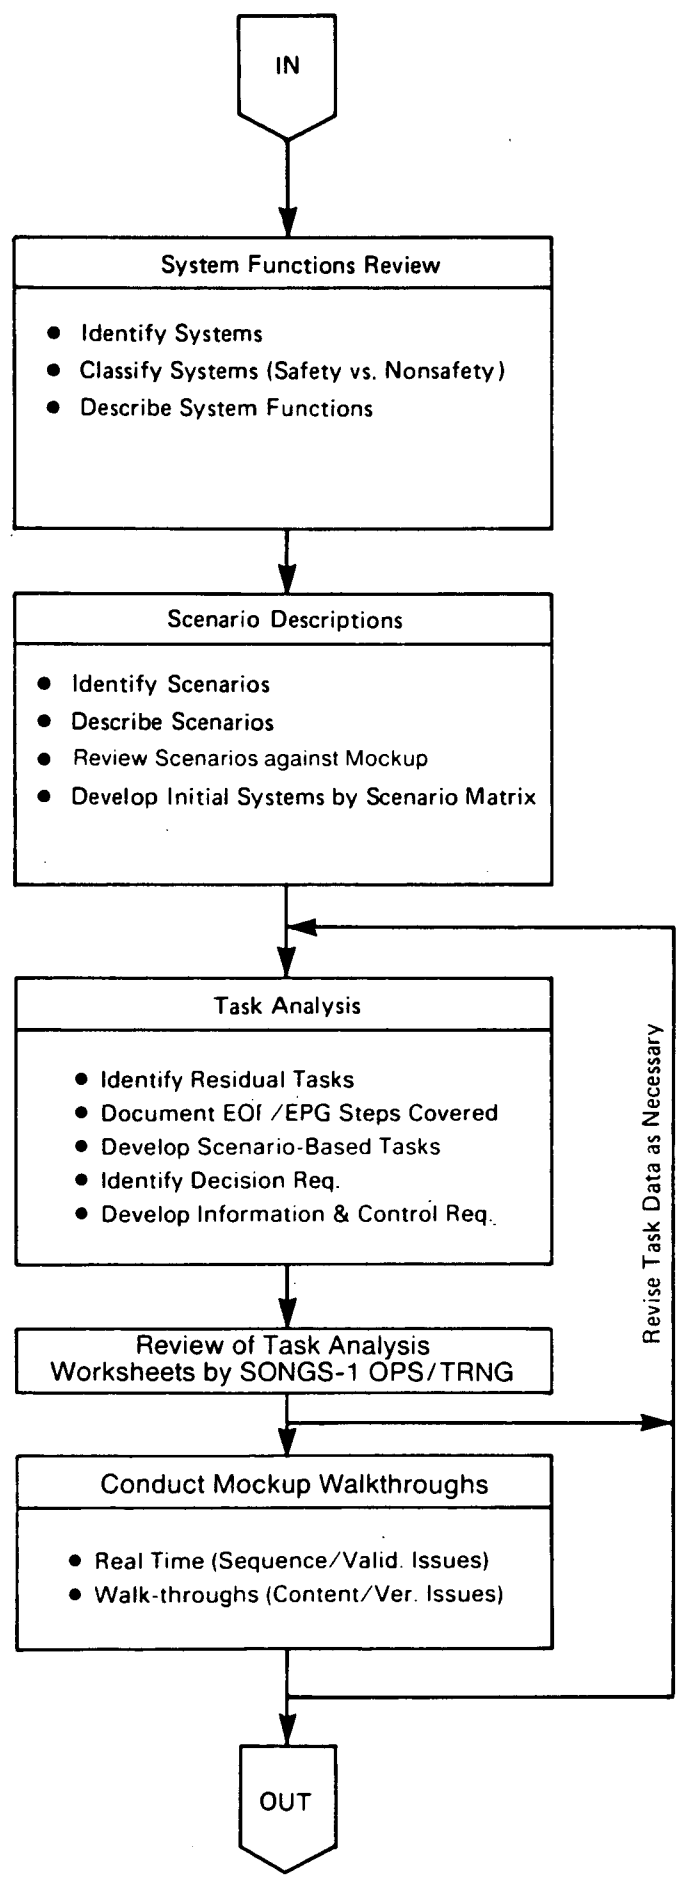 IN
System Functions Review
● Identify Systems
● Classify Systems (Safety vs. Nonsafety)
● Describe System Functions
Scenario Descriptions
● Identify Scenarios
● Describe Scenarios
● Review Scenarios against Mockup
● Develop Initial Systems by Scenario Matrix
Task Analysis
● Identify Residual Tasks
● Document EOI/EPG Steps Covered
● Develop Scenario-Based Tasks
● Identify Decision Req.
● Develop Information & Control Req.
Revise Task Data as Necessary
Review of Task Analysis
Worksheets by SONGS-1 OPS/TRNG
Conduct Mockup Walkthroughs
● Real Time (Sequence/Valid. Issues)
● Walk-throughs (Content/Ver. Issues)
OUT